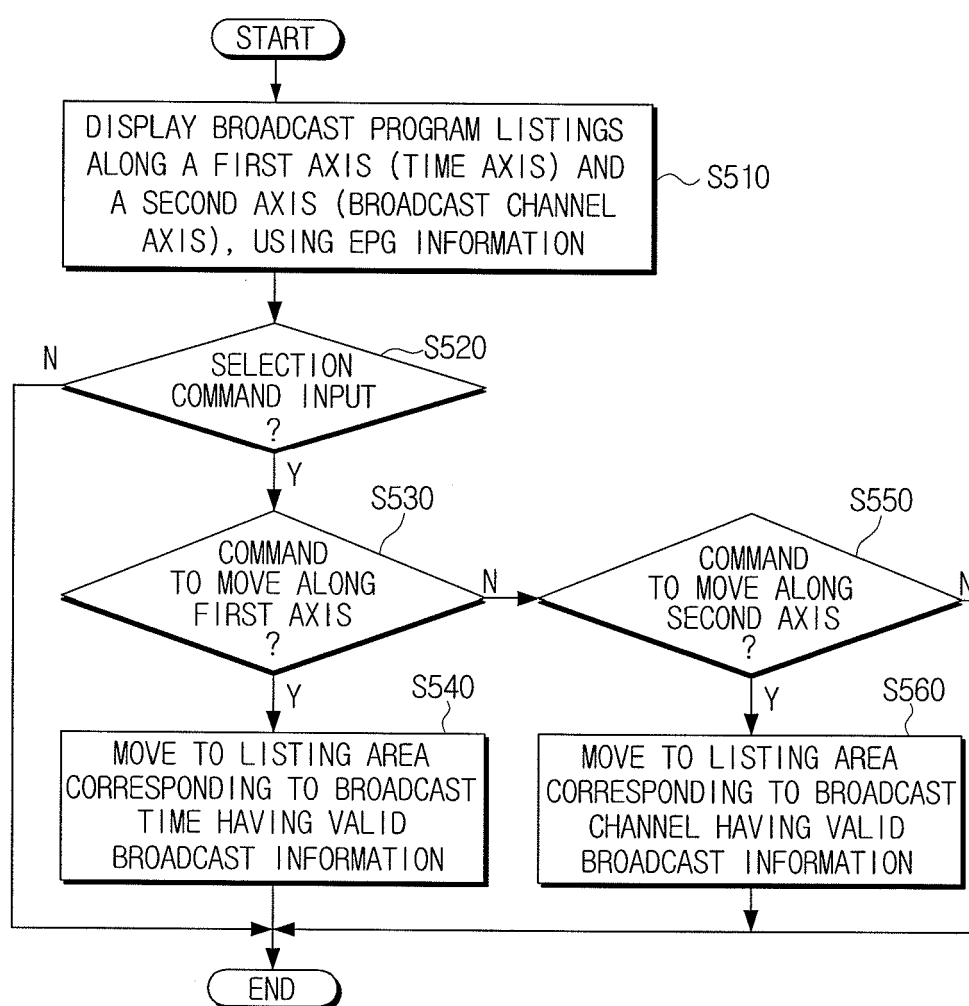 START
DISPLAY BROADCAST PROGRAM LISTINGS
ALONG A FIRST AXIS (TIME AXIS) AND
A SECOND AXIS (BROADCAST CHANNEL
AXIS), USING EPG INFORMATION
S510
N
S520
SELECTION
COMMAND INPUT
?
Y
S530
COMMAND
TO MOVE ALONG
FIRST AXIS
?
N
S550
COMMAND
TO MOVE ALONG
SECOND AXIS
?
N
Y
S540
MOVE TO LISTING AREA
CORRESPONDING TO BROADCAST
TIME HAVING VALID
BROADCAST INFORMATION
Y
S560
MOVE TO LISTING AREA
CORRESPONDING TO BROADCAST
CHANNEL HAVING VALID
BROADCAST INFORMATION
END